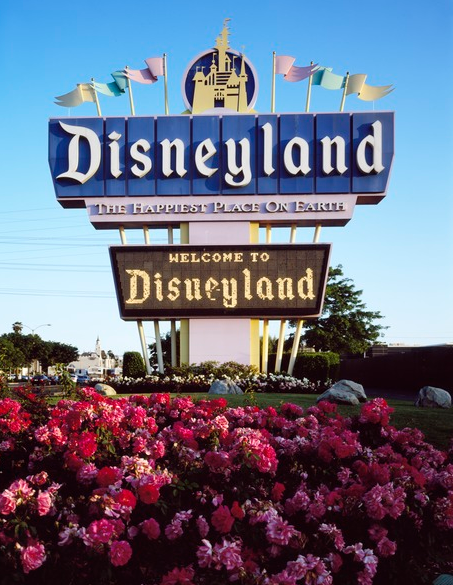 Disneyland
THE HAPPIEST PLACE ON EARTH
WELCOME TO
Disneyland